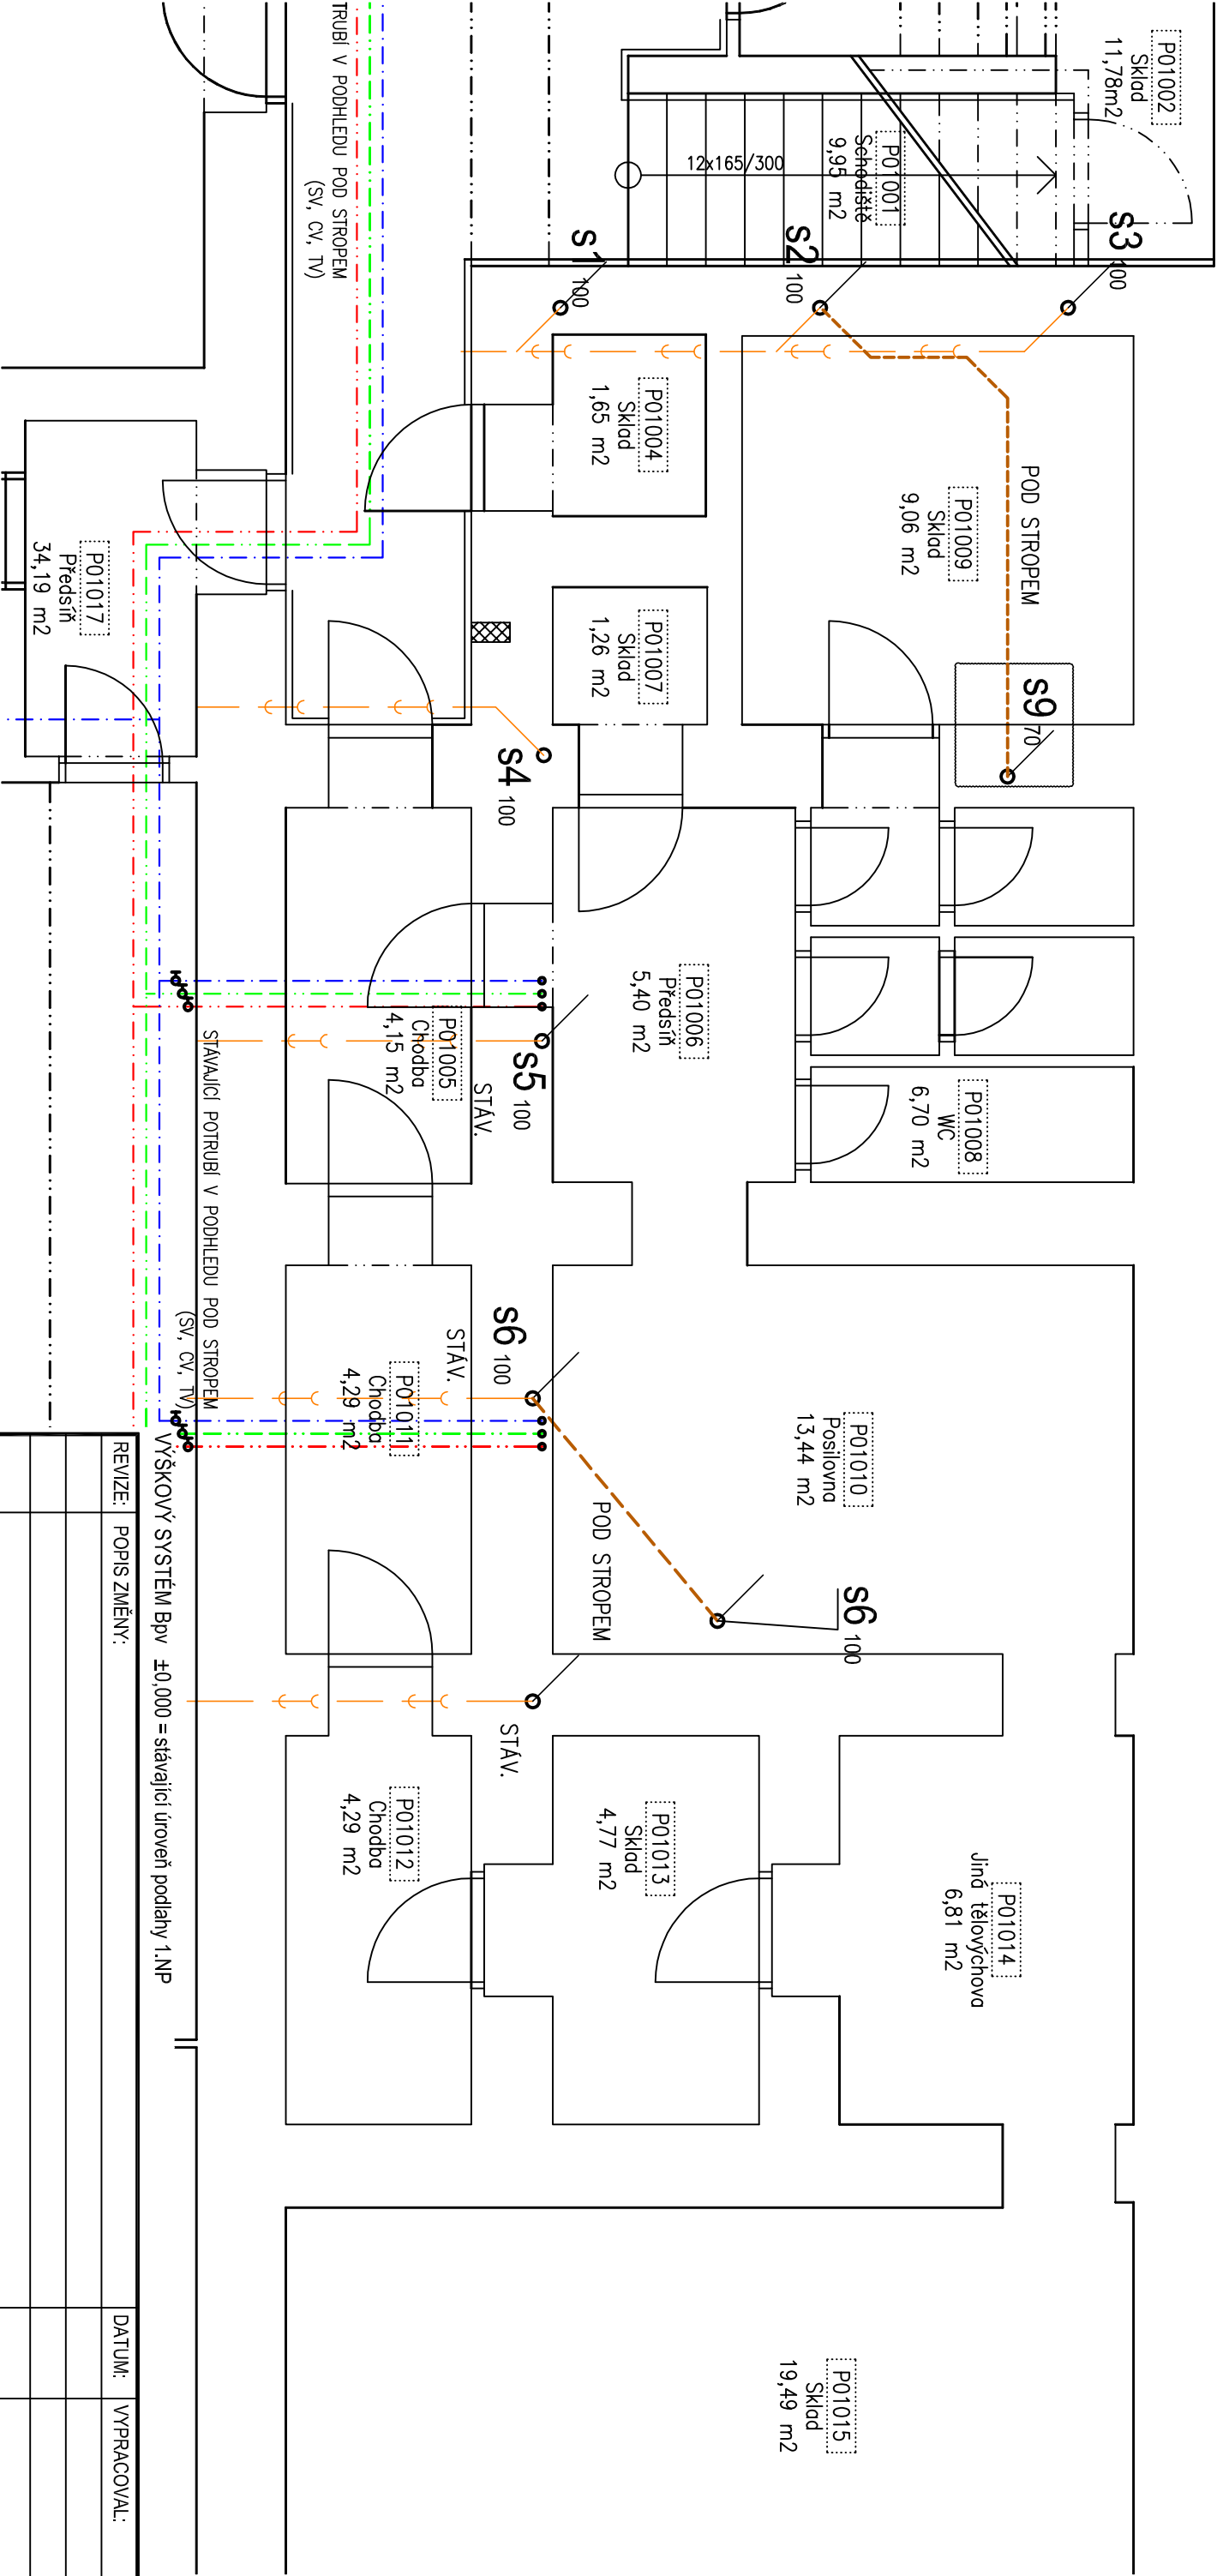 P01002
Sklad
11,78m2
P01001
Schodiště
9,95 m2
12x165/300
s3 100
s2 100
s1 100
TRUBÍ V PODHLEDU POD STROPEM
(SV, CV, TV)
P01004
Sklad
1,65 m2
P01009
Sklad
9,06 m2
POD STROPEM
P01017
Předsíň
34,19 m2
P01007
Sklad
1,26 m2
s9 70
s4 100
P01006
Předsíň
5,40 m2
P01005
Chodba
4,15 m2
s5 100
STÁV.
P01008
WC
6,70 m2
STÁVAJÍCÍ POTRUBÍ V PODHLEDU POD STROPEM
(SV, CV, TV)
s6 100
STÁV.
P01011
Chodba
4,29 m2
P01010
Posilovna
13,44 m2
POD STROPEM
s6 100
STÁV.
P01012
Chodba
4,29 m2
P01013
Sklad
4,77 m2
P01014
Jiná tělovýchova
6,81 m2
P01015
Sklad
19,49 m2
VÝŠKOVÝ SYSTÉM Bpv ±0,000 = stávající úroveň podlahy 1.NP
REVIZE: POPIS ZMĚNY: DATUM: VYPRACOVAL: